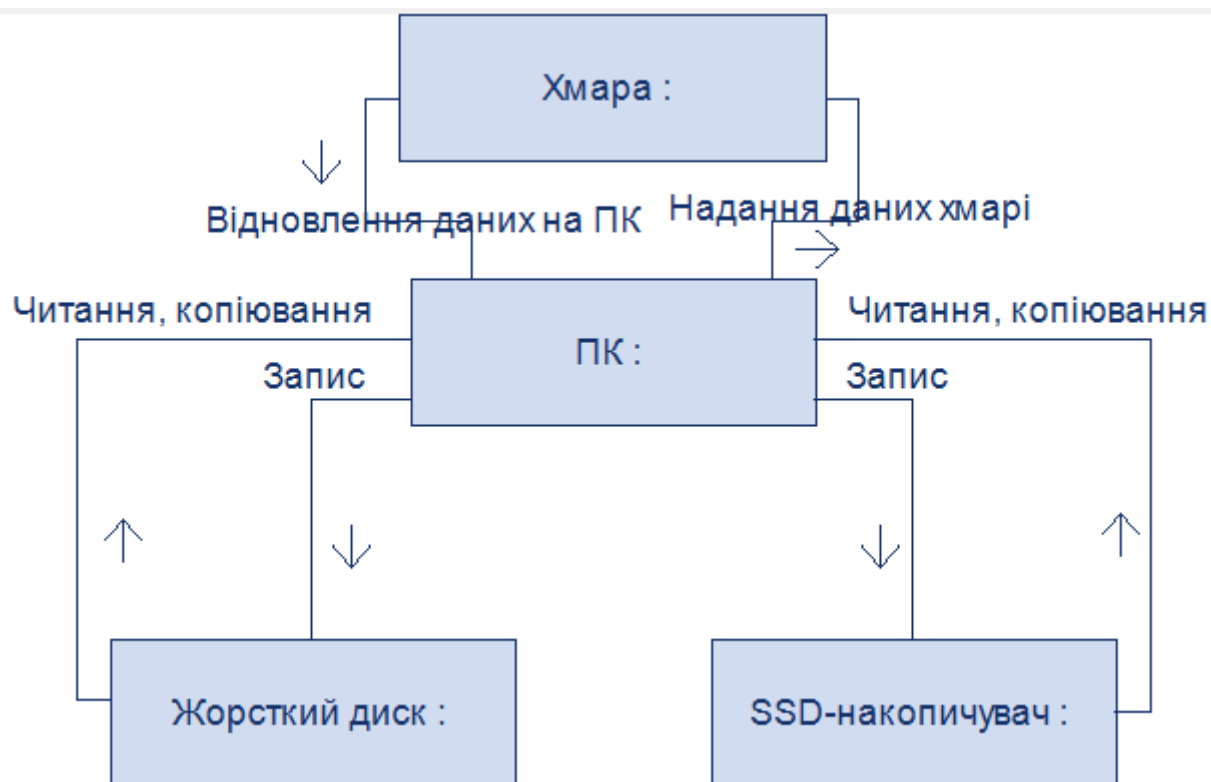 Хмара :
Відновлення даних на ПК
Надання даних хмарі
Читання, копіювання
Читання, копіювання
ПК :
Запис
Запис
Жорсткий диск :
SSD-накопичувач :